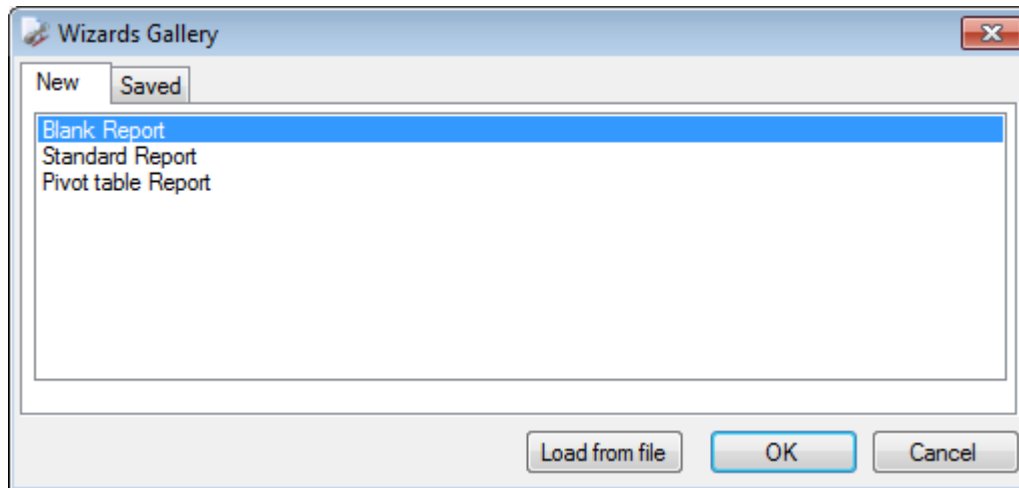 Wizards Gallery
New Saved
Blank Report
Standard Report
Pivot table Report
Load from file OK Cancel